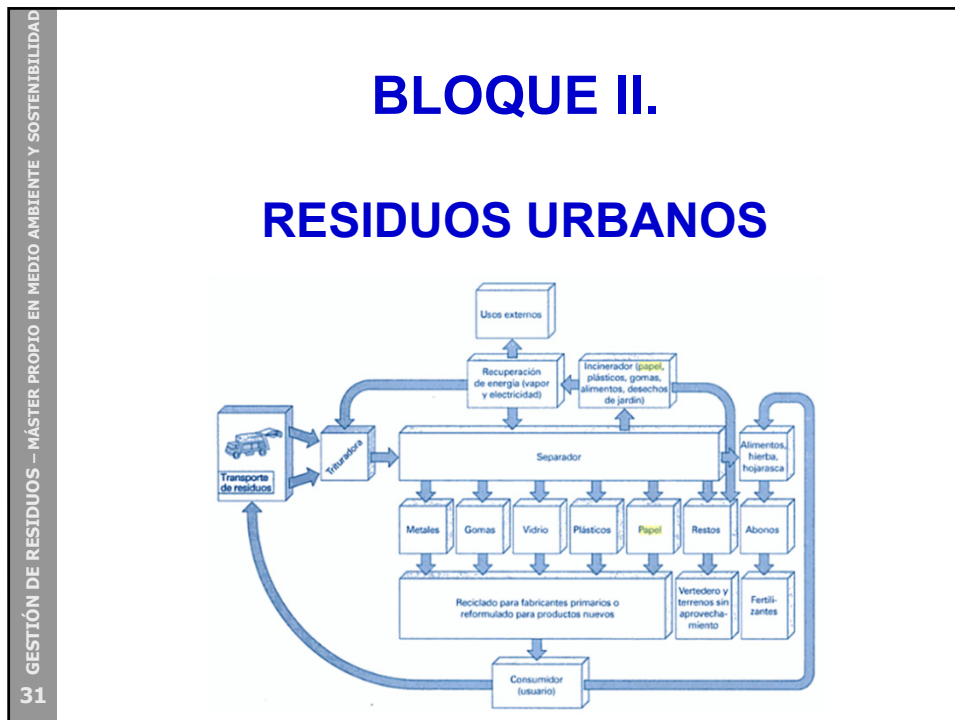 GESTIÓN DE RESIDUOS – MÁSTER PROPIO EN MEDIO AMBIENTE Y SOSTENIBILIDAD
31
BLOQUE II.
RESIDUOS URBANOS
Usos externos
Recuperación
de energía (vapor
y electricidad)
Incinerador (papel,
plásticos, gomas,
alimentos, desechos
de jardín)
Transporte
de residuos
Trituradora
Separador
Alimentos,
hierba,
hojarasca
Metales
Gomas
Vidrio
Plásticos
Papel
Restos
Abonos
Reciclado para fabricantes primarios o
reformulado para productos nuevos
Vertedero y
terrenos sin
aprovecha-
miento
Fertili-
zantes
Consumidor
(usuario)